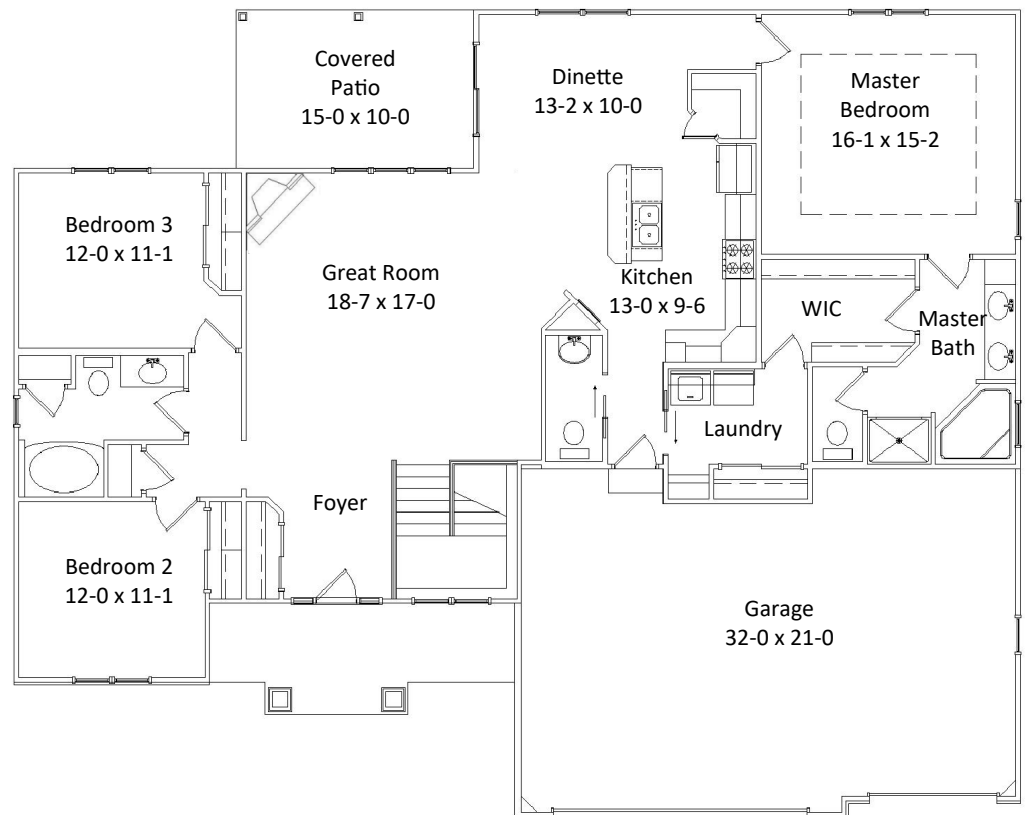 Covered
Patio
15-0 x 10-0
Dinette
13-2 x 10-0
Master
Bedroom
16-1 x 15-2
Bedroom 3
12-0 x 11-1
Great Room
18-7 x 17-0
Kitchen
13-0 x 9-6
WIC
Master
Bath
Laundry
Foyer
Bedroom 2
12-0 x 11-1
Garage
32-0 x 21-0